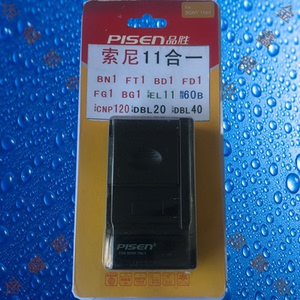 PISEN品胜
索尼11合一
BN1 FT1 BD1 FD1
FG1 BG1 EL11 60B
CNP120 DBL20 DBL40
PISEN